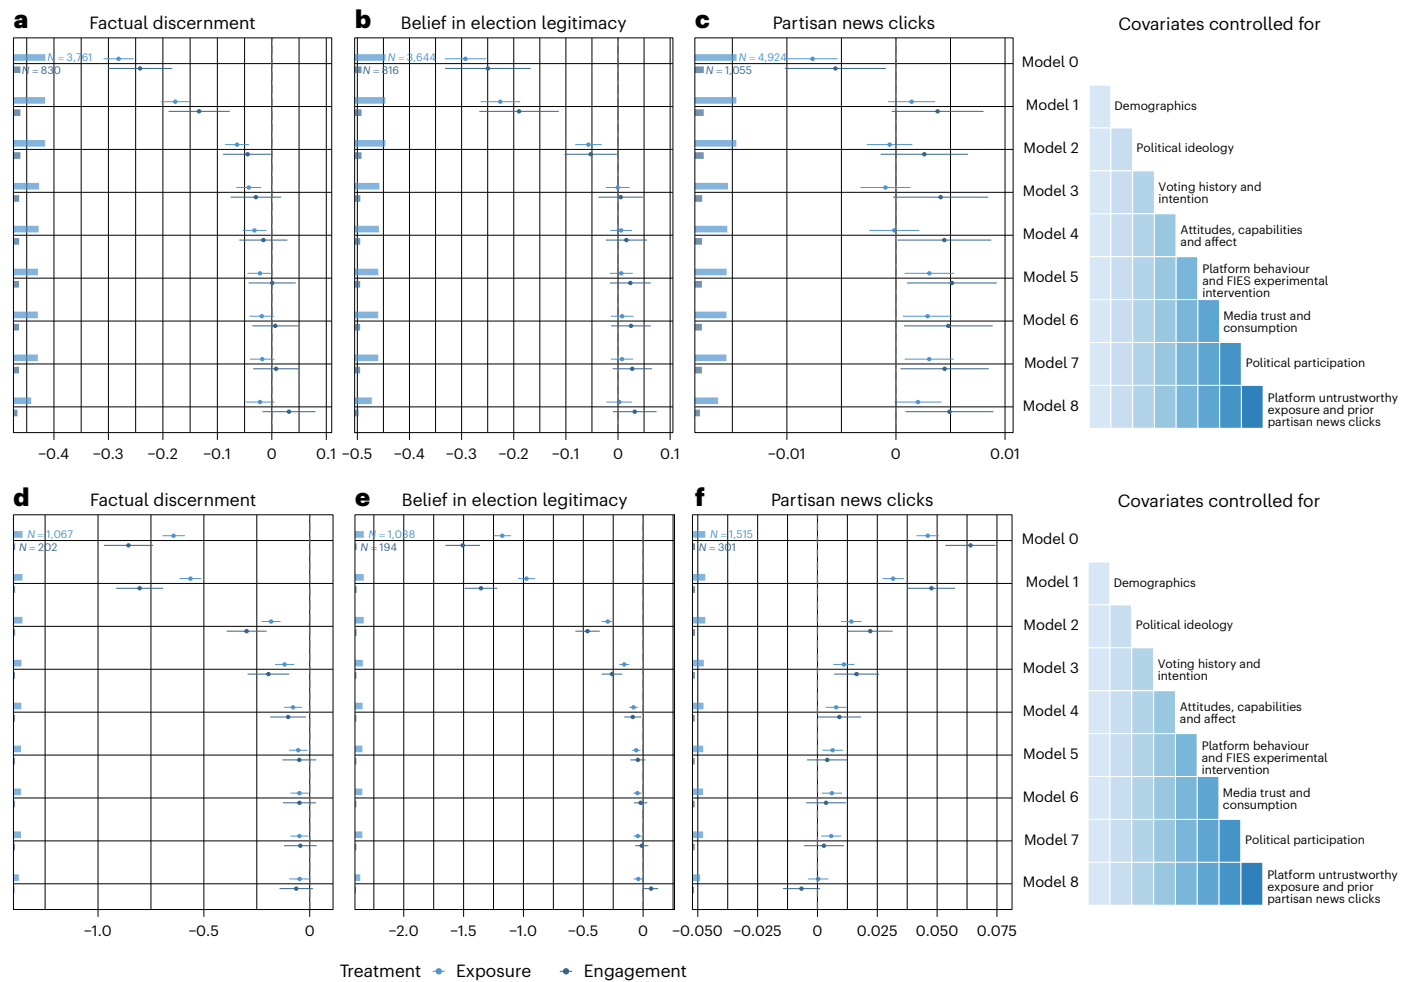 a Factual discernment
b Belief in election legitimacy
c Partisan news clicks
Covariates controlled for
N = 3,761
N = 830
N = 3,644
N = 816
N = 4,924
N = 1,055
Model 0
Model 1
Model 2
Model 3
Model 4
Model 5
Model 6
Model 7
Model 8
Demographics
Political ideology
Voting history and
intention
Attitudes, capabilities
and affect
Platform behaviour
and FIES experimental
intervention
Media trust and
consumption
Political participation
Platform untrustworthy
exposure and prior
partisan news clicks
−0.4 −0.3 −0.2 −0.1 0 0.1
−0.5 −0.4 −0.3 −0.2 −0.1 0 0.1
−0.01 0 0.01
d Factual discernment
e Belief in election legitimacy
f Partisan news clicks
Covariates controlled for
N = 1,067
N = 202
N = 1,038
N = 194
N = 1,515
N = 301
Model 0
Model 1
Model 2
Model 3
Model 4
Model 5
Model 6
Model 7
Model 8
Demographics
Political ideology
Voting history and
intention
Attitudes, capabilities
and affect
Platform behaviour
and FIES experimental
intervention
Media trust and
consumption
Political participation
Platform untrustworthy
exposure and prior
partisan news clicks
−1.0 −0.5 0
−2.0 −1.5 −1.0 −0.5 0
−0.050 −0.025 0 0.025 0.050 0.075
Treatment Exposure Engagement